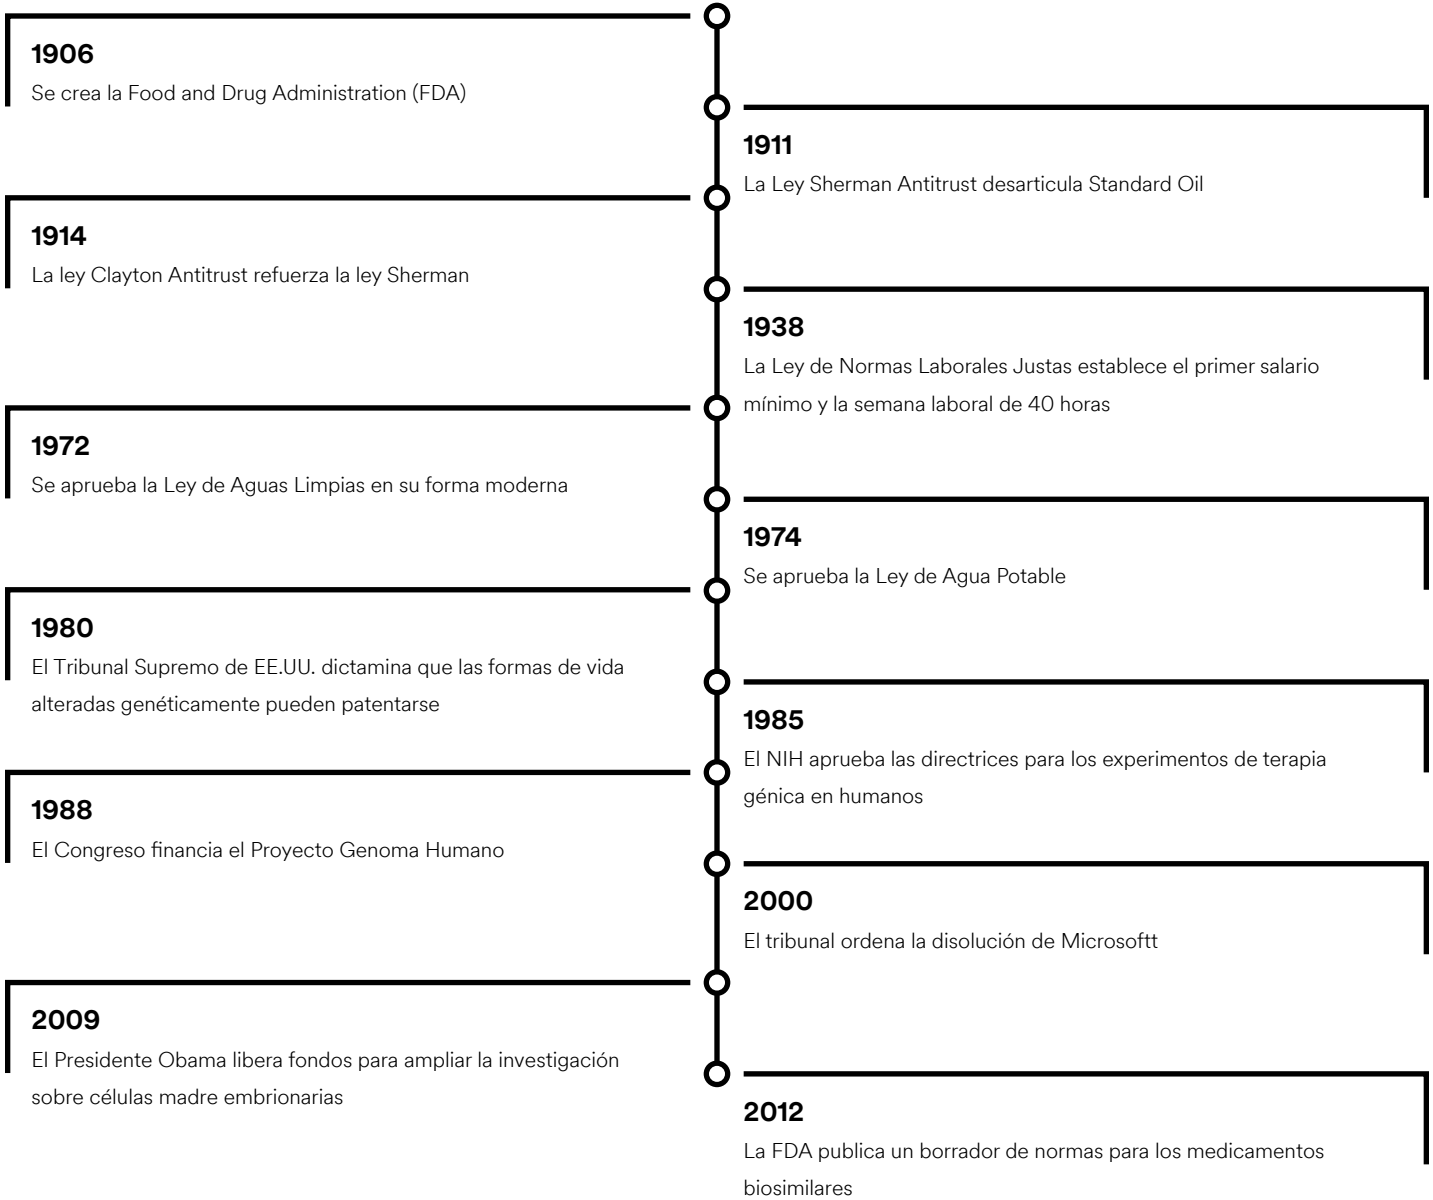 1906
Se crea la Food and Drug Administration (FDA)
1911
La Ley Sherman Antitrust desarticula Standard Oil
1914
La ley Clayton Antitrust refuerza la ley Sherman
1938
La Ley de Normas Laborales Justas establece el primer salario
mínimo y la semana laboral de 40 horas
1972
Se aprueba la Ley de Aguas Limpias en su forma moderna
1974
Se aprueba la Ley de Agua Potable
1980
El Tribunal Supremo de EE.UU. dictamina que las formas de vida
alteradas genéticamente pueden patentarse
1985
El NIH aprueba las directrices para los experimentos de terapia
génica en humanos
1988
El Congreso financia el Proyecto Genoma Humano
2000
El tribunal ordena la disolución de Microsoftt
2009
El Presidente Obama libera fondos para ampliar la investigación
sobre células madre embrionarias
2012
La FDA publica un borrador de normas para los medicamentos
biosimilares